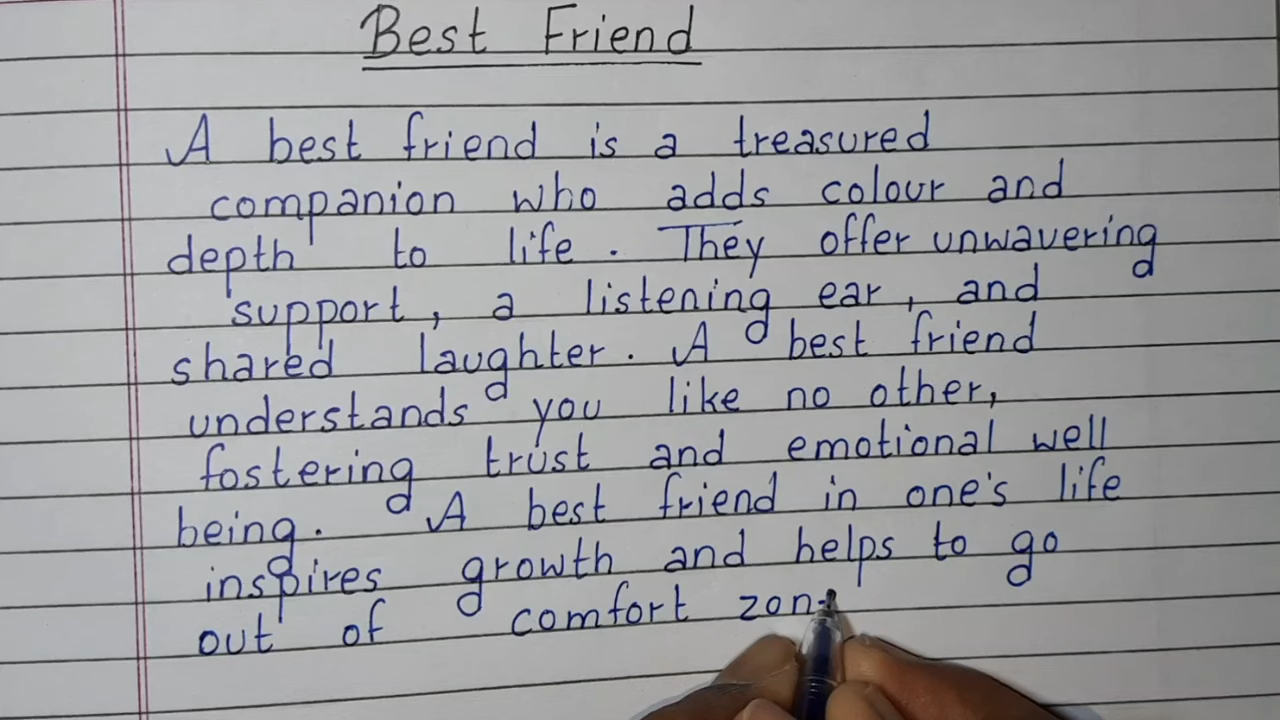 Best Friend
A best friend is a treasured
companion who adds colour and
depth to life. They offer unwavering
support, a listening ear, and
shared laughter. A best friend
understands you like no other,
fostering trust and emotional well
being. A best friend in one's life
inspires growth and helps to go
out of comfort zon